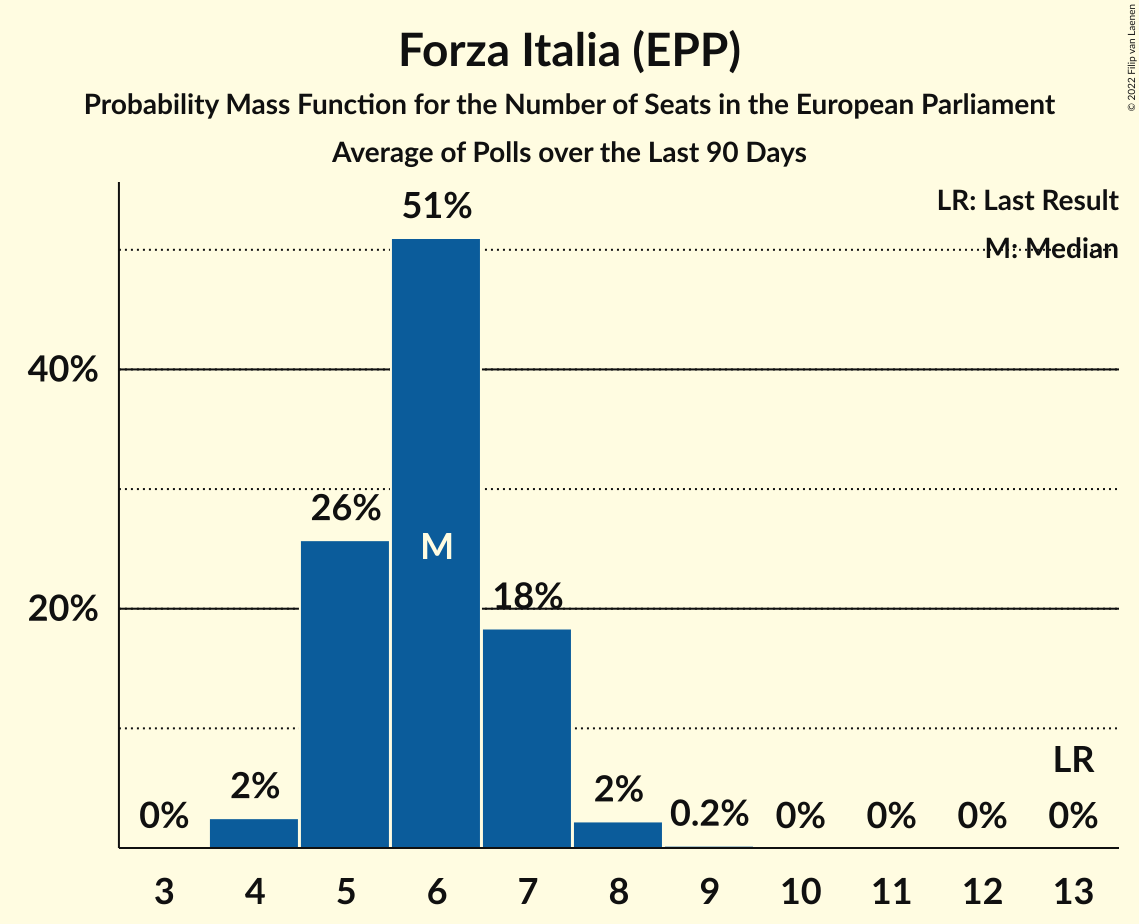 Forza Italia (EPP)
Probability Mass Function for the Number of Seats in the European Parliament
Average of Polls over the Last 90 Days
© 2022 Filip van Laenen
LR: Last Result
M: Median
51%
40%
26%
M
20%
18%
LR
0%
2%
2%
0.2%
0%
0%
0%
0%
3 4 5 6 7 8 9 10 11 12 13